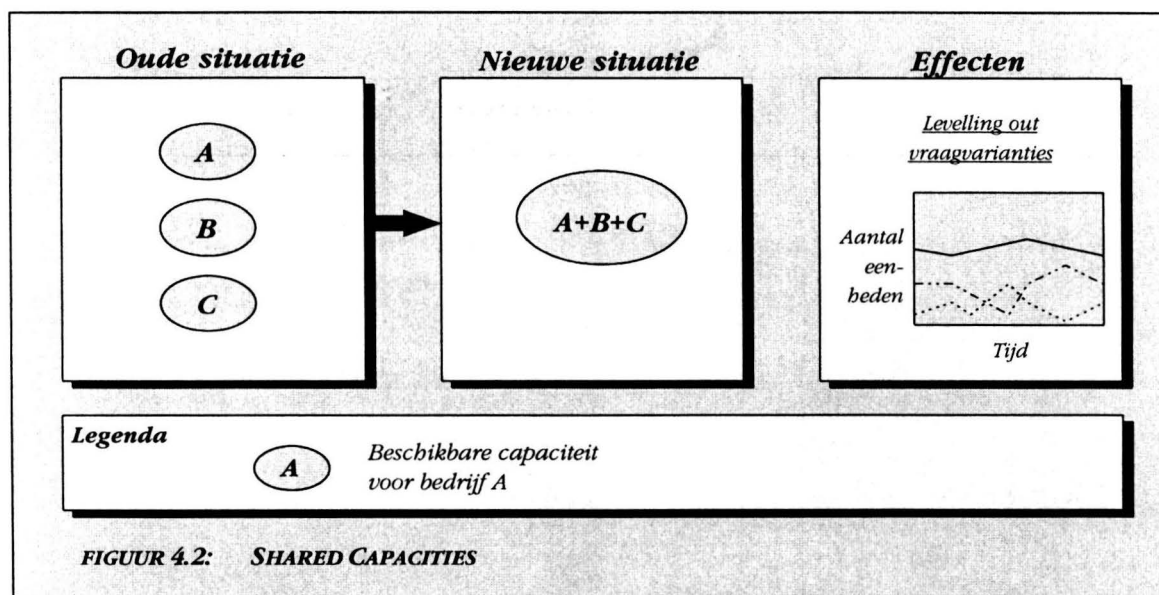 Oude situatie
Nieuwe situatie
Effecten
A
B
C
A+B+C
Levelling out
vraagvarianties
Aantal
een-
heden
Tijd
Legenda
A
Beschikbare capaciteit
voor bedrijf A
FIGUUR 4.2: SHARED CAPACITIES